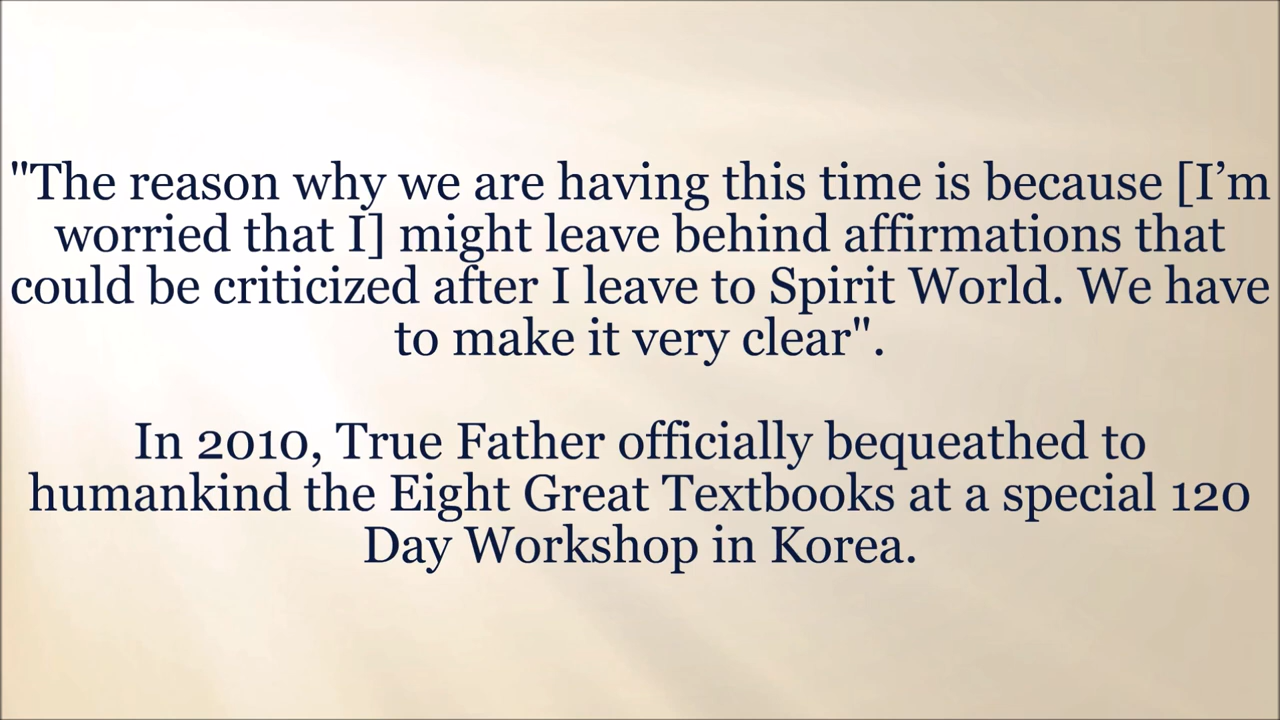 "The reason why we are having this time is because [I’m
worried that I] might leave behind affirmations that
could be criticized after I leave to Spirit World. We have
to make it very clear".
In 2010, True Father officially bequeathed to
humankind the Eight Great Textbooks at a special 120
Day Workshop in Korea.